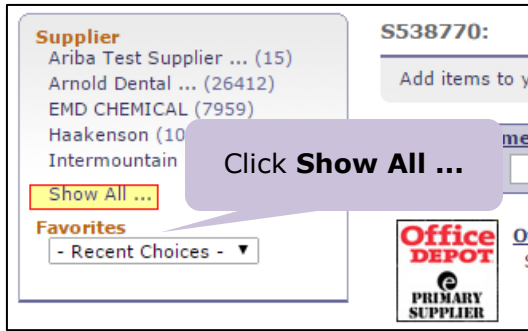 Supplier
Ariba Test Supplier ... (15)
Arnold Dental ... (26412)
EMD CHEMICAL (7959)
Haakenson (10
Intermountain
Show All ...
Favorites
- Recent Choices - ▼
Click Show All ...
S538770:
Add items to y
me
Office
DEPOT
PRIMARY
SUPPLIER
O
S